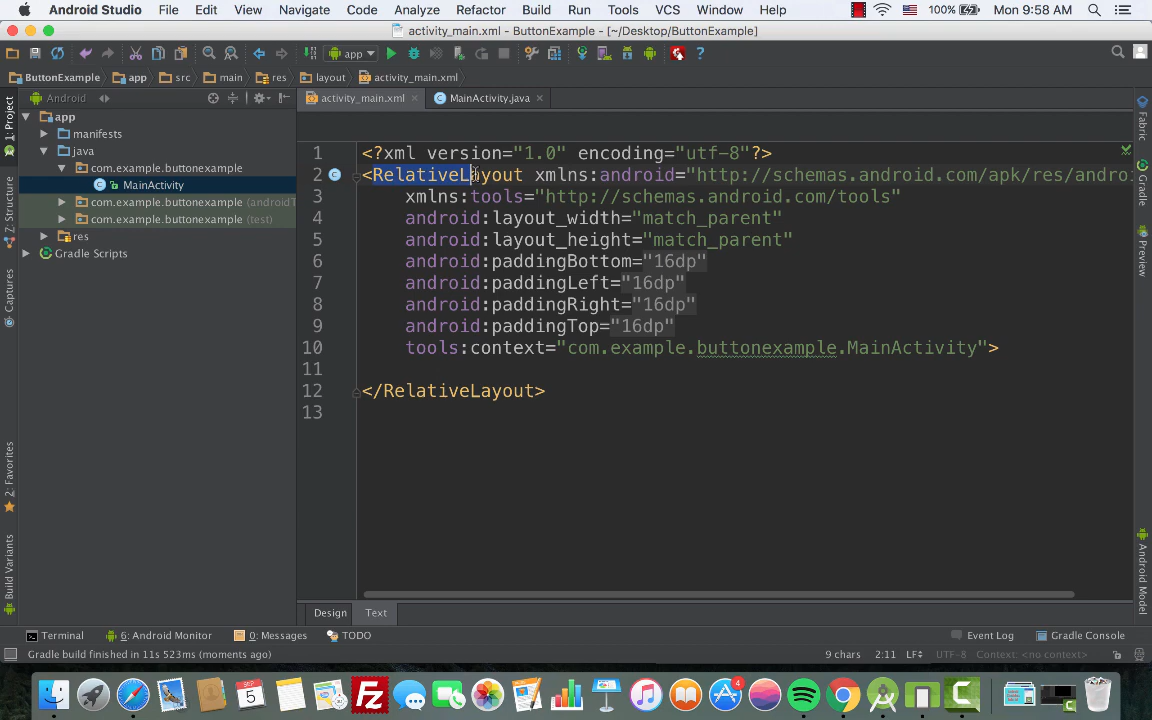 Android Studio File Edit View Navigate Code Analyze Refactor Build Run Tools VCS Window Help 100% Mon 9:58 AM
activity_main.xml - ButtonExample - [~/Desktop/ButtonExample]
app
ButtonExample app src main res layout activity_main.xml
Android activity_main.xml MainActivity.java
1: Project
Z: Structure
Captures
2: Favorites
Build Variants
app
manifests
java
com.example.buttonexample
MainActivity
com.example.buttonexample (androidT
com.example.buttonexample (test)
res
Gradle Scripts
1 <?xml version="1.0" encoding="utf-8"?>
2 <RelativeLayout xmlns:android="http://schemas.android.com/apk/res/androi
3 xmlns:tools="http://schemas.android.com/tools"
4 android:layout_width="match_parent"
5 android:layout_height="match_parent"
6 android:paddingBottom="16dp"
7 android:paddingLeft="16dp"
8 android:paddingRight="16dp"
9 android:paddingTop="16dp"
10 tools:context="com.example.buttonexample.MainActivity">
11
12 </RelativeLayout>
13
Fabric
Gradle
Preview
Android Model
Design Text
Terminal 6: Android Monitor 0: Messages TODO Event Log Gradle Console
Gradle build finished in 11s 523ms (moments ago) 9 chars 2:11 LF UTF-8 Context: <no context>
SEP
5
Fz
4